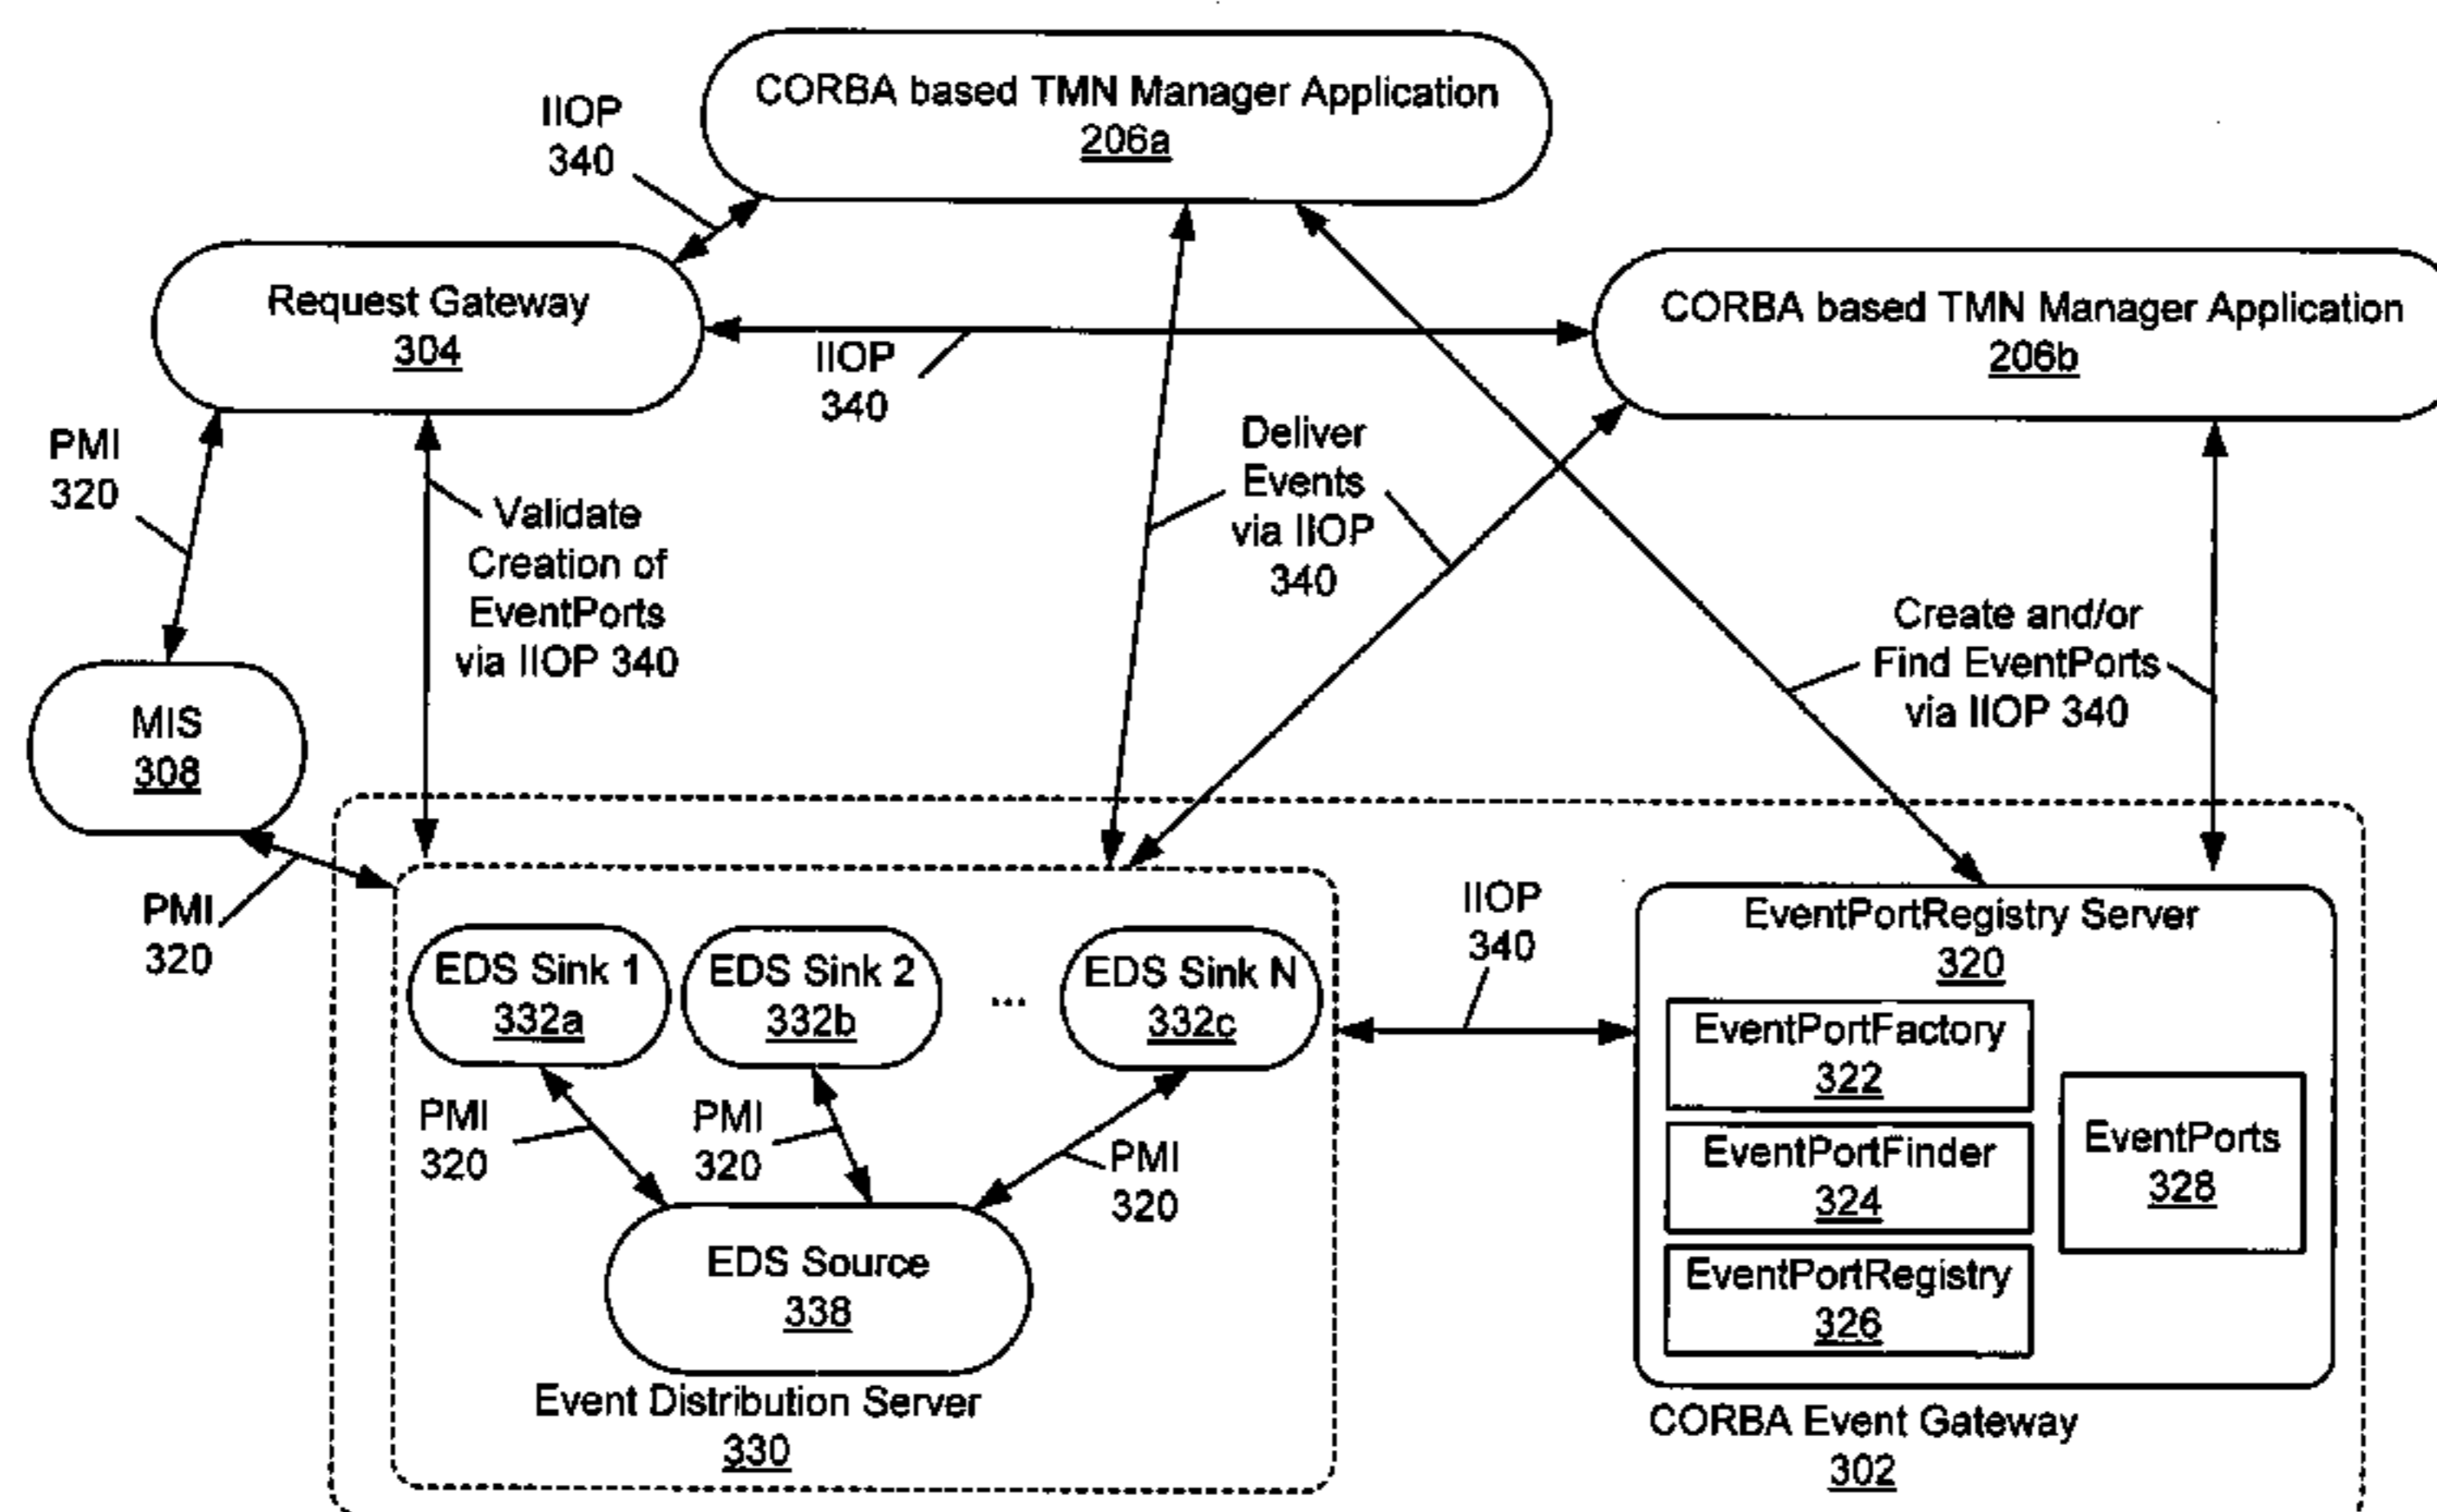 CORBA based TMN Manager Application
206a
IIOP
340
Request Gateway
304
CORBA based TMN Manager Application
206b
IIOP
340
PMI
320
Validate
Creation of
EventPorts
via IIOP 340
Deliver
Events
via IIOP
340
Create and/or
Find EventPorts
via IIOP 340
MIS
308
PMI
320
EDS Sink 1
332a
EDS Sink 2
332b
...
EDS Sink N
332c
IIOP
340
EventPortRegistry Server
320
EventPortFactory
322
EventPortFinder
324
EventPortRegistry
326
EventPorts
328
PMI
320
PMI
320
PMI
320
EDS Source
338
Event Distribution Server
330
CORBA Event Gateway
302